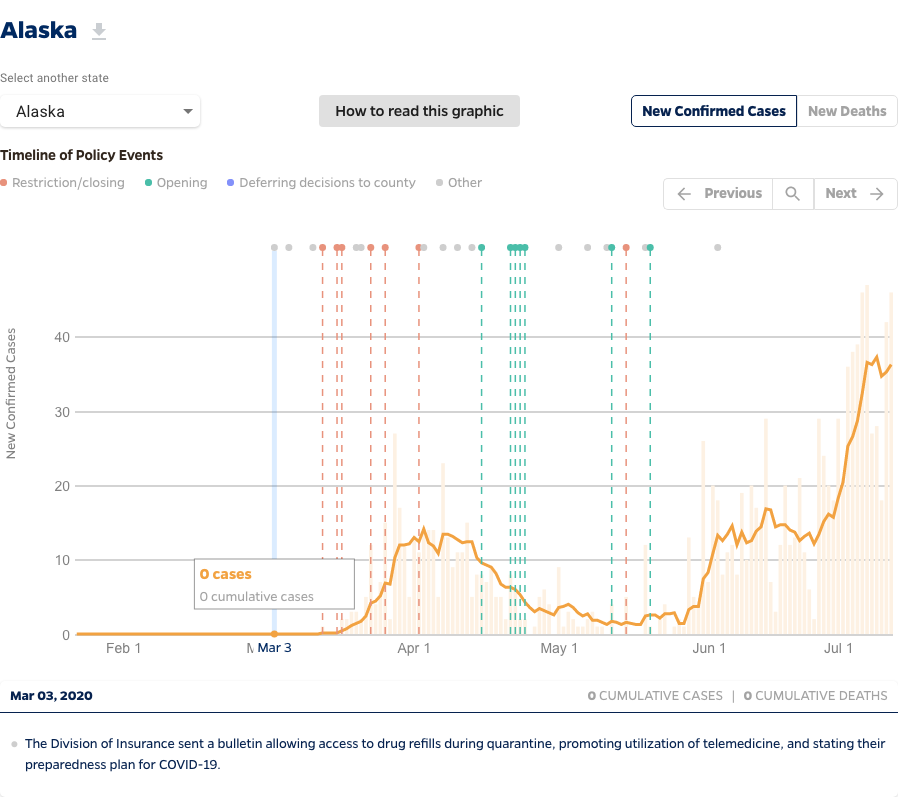 Alaska
Select another state
Alaska
How to read this graphic
New Confirmed Cases
New Deaths
Timeline of Policy Events
Restriction/closing
Opening
Deferring decisions to county
Other
Previous
Next
New Confirmed Cases
40
30
20
10
0
0 cases
0 cumulative cases
Feb 1
M
Mar 3
Apr 1
May 1
Jun 1
Jul 1
Mar 03, 2020
0 CUMULATIVE CASES | 0 CUMULATIVE DEATHS
The Division of Insurance sent a bulletin allowing access to drug refills during quarantine, promoting utilization of telemedicine, and stating their
preparedness plan for COVID-19.